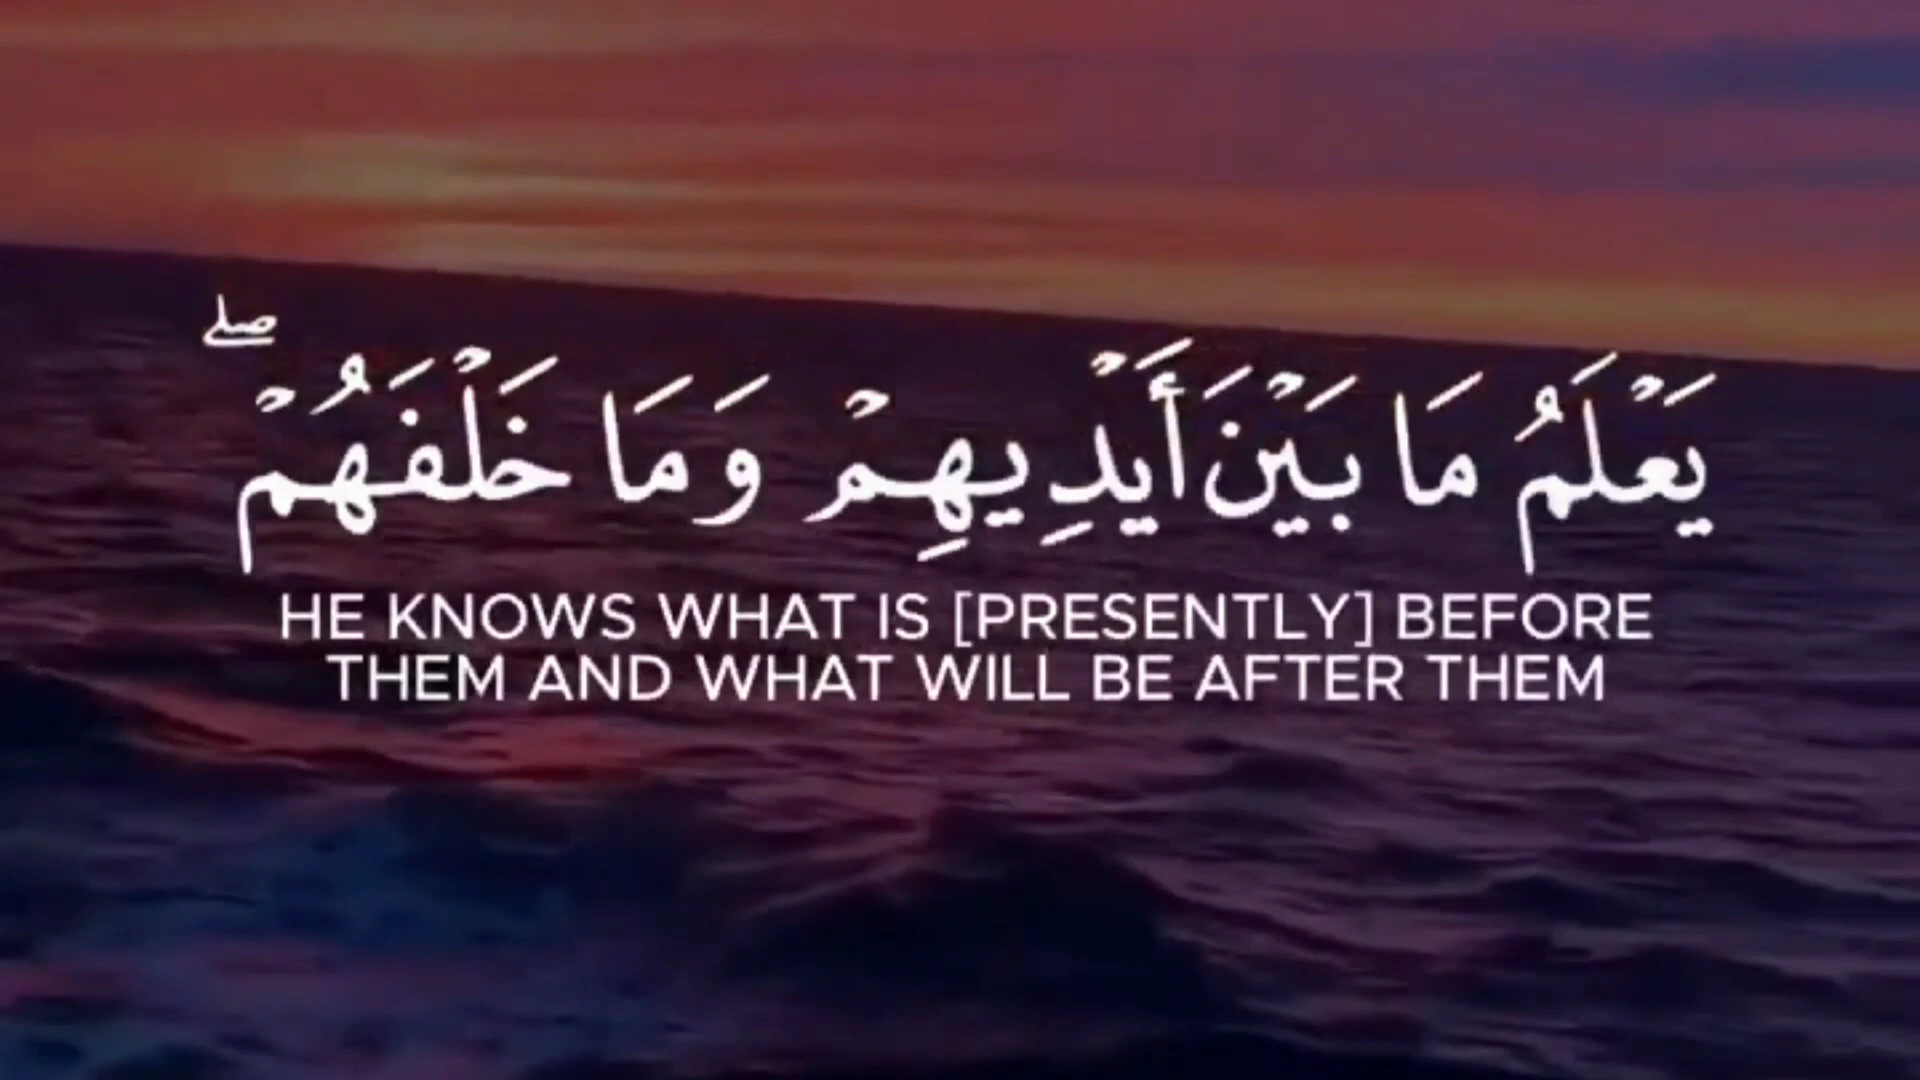 يَعْلَمُ مَا بَيْنَ أَيْدِيهِمْ وَمَا خَلْفَهُمْ ۖ
HE KNOWS WHAT IS [PRESENTLY] BEFORE
THEM AND WHAT WILL BE AFTER THEM